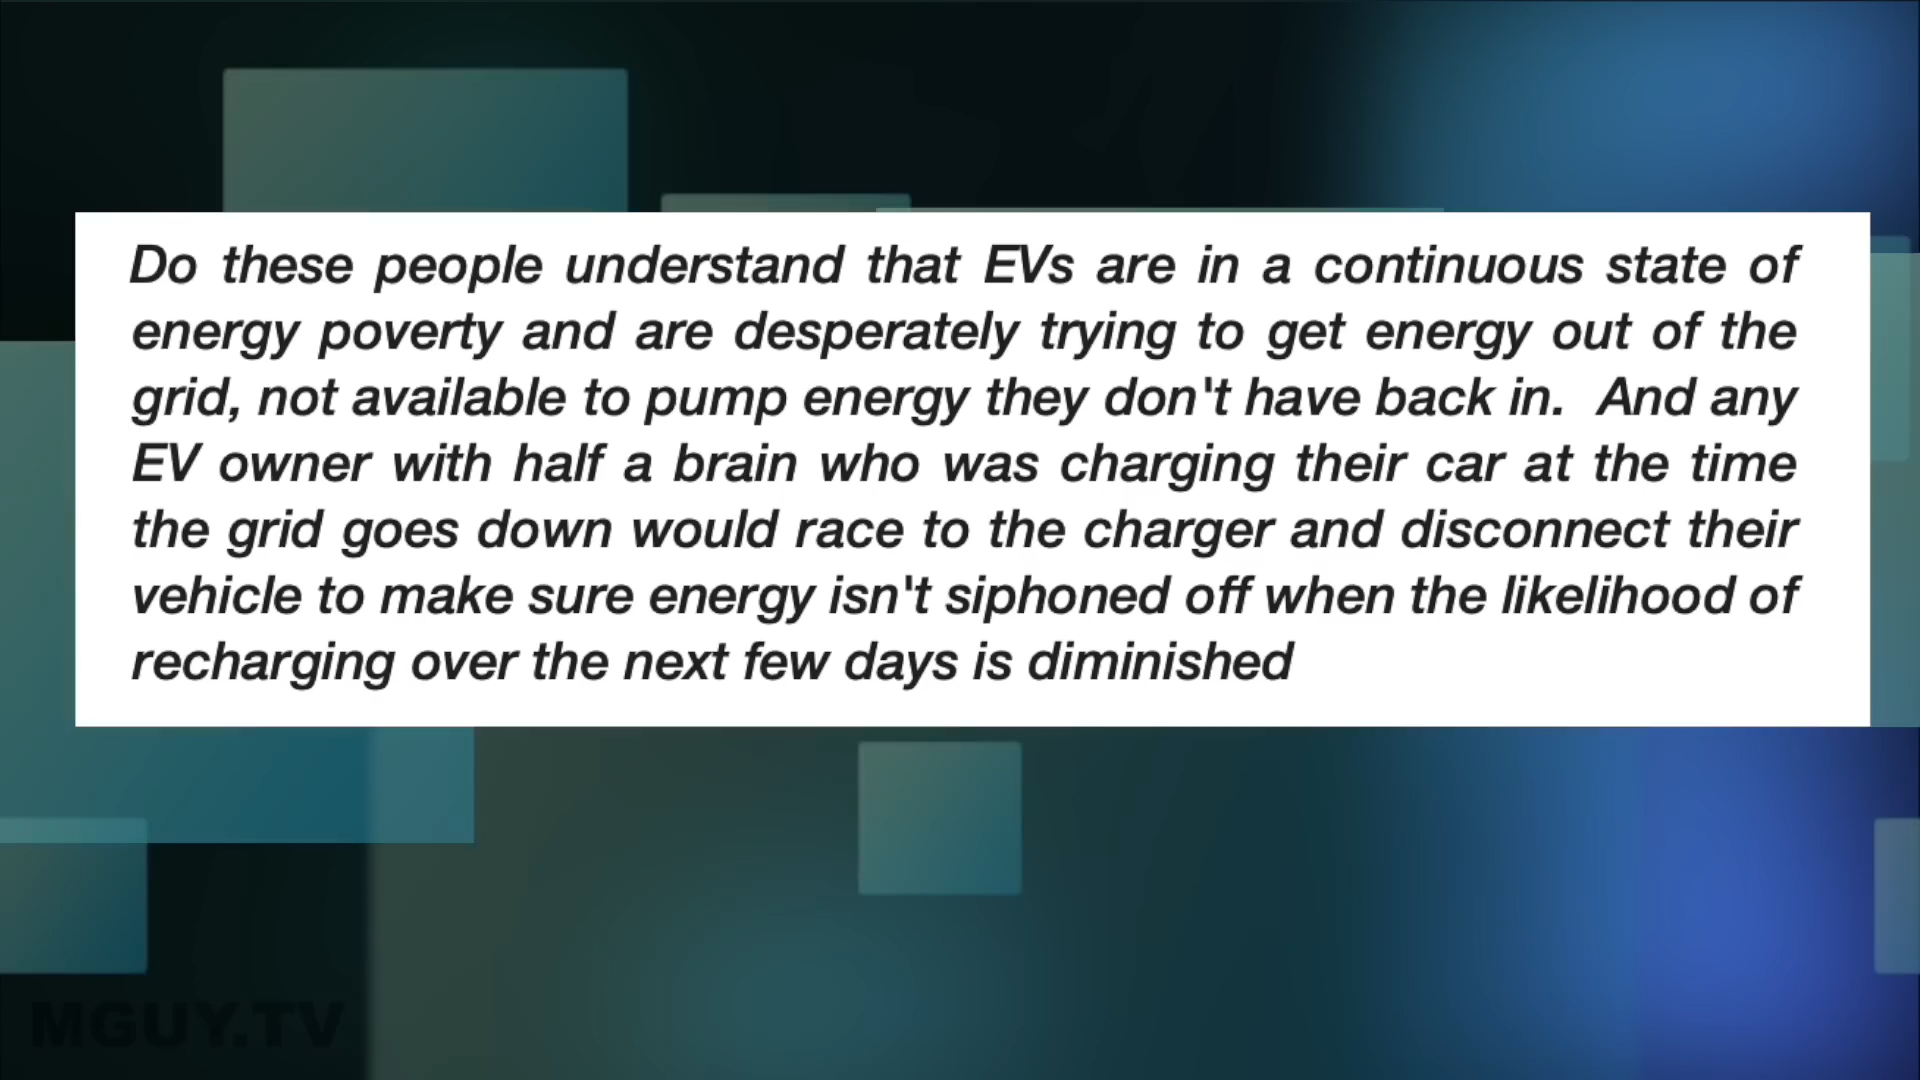 Do these people understand that EVs are in a continuous state of
energy poverty and are desperately trying to get energy out of the
grid, not available to pump energy they don't have back in.  And any
EV owner with half a brain who was charging their car at the time
the grid goes down would race to the charger and disconnect their
vehicle to make sure energy isn't siphoned off when the likelihood of
recharging over the next few days is diminished
MGUY.TV